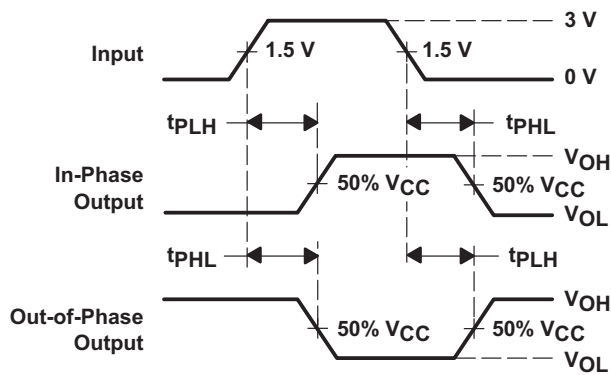 3 V
Input
1.5 V
1.5 V
0 V
tPLH
tPHL
In-Phase
Output
VOH
50% VCC
50% VCC
VOL
tPHL
tPLH
Out-of-Phase
Output
VOH
50% VCC
50% VCC
VOL